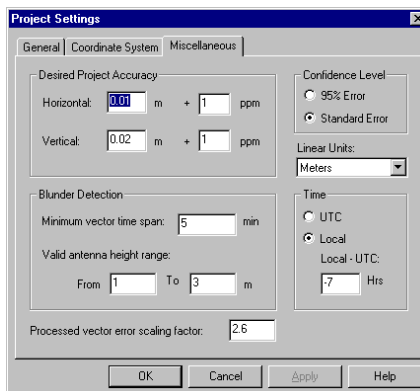 Project Settings
General Coordinate System Miscellaneous
Desired Project Accuracy
Horizontal: 0.01 m + 1 ppm
Vertical: 0.02 m + 1 ppm
Confidence Level
95% Error
Standard Error
Linear Units:
Meters
Blunder Detection
Minimum vector time span: 5 min
Valid antenna height range:
From 1 To 3 m
Time
UTC
Local
Local - UTC:
-7 Hrs
Processed vector error scaling factor: 2.6
OK Cancel Apply Help